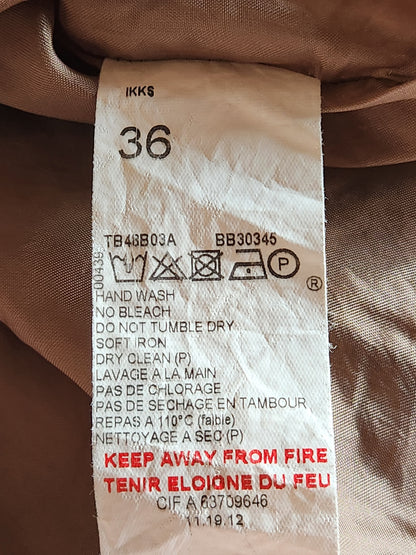 IKKS
36
TB48B03A BB30345
00439
P ®
HAND WASH
NO BLEACH
DO NOT TUMBLE DRY
SOFT IRON
DRY CLEAN (P)
LAVAGE A LA MAIN
PAS DE CHLORAGE
PAS DE SECHAGE EN TAMBOUR
REPAS A 110°C (faible)
NETTOYAGE A SEC (P)
KEEP AWAY FROM FIRE
TENIR ELOIGNE DU FEU
CIF A 63709646
11.19.12